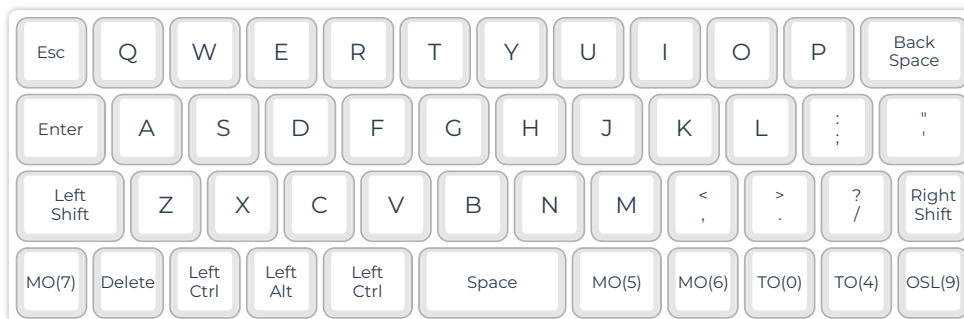 Esc Q W E R T Y U I O P Back Space
Enter A S D F G H J K L : ; " '
Left Shift Z X C V B N M < , > . ? / Right Shift
MO(7) Delete Left Ctrl Left Alt Left Ctrl Space MO(5) MO(6) TO(0) TO(4) OSL(9)